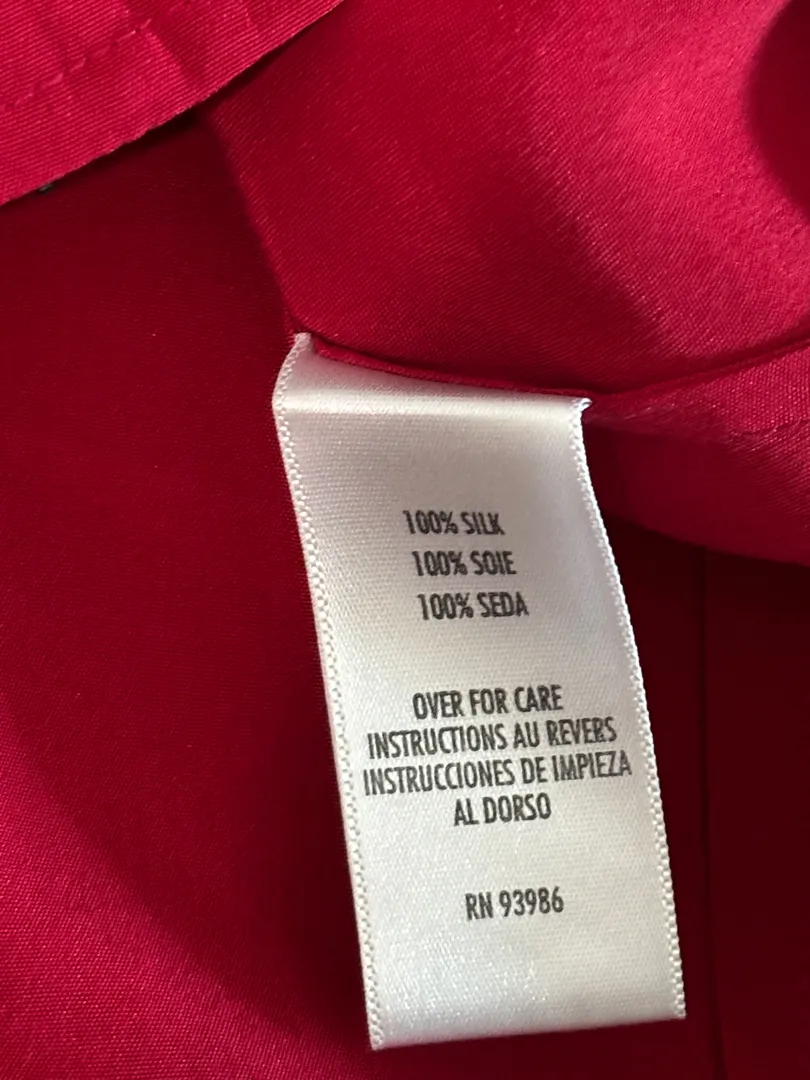 100% SILK
100% SOIE
100% SEDA
OVER FOR CARE
INSTRUCTIONS AU REVERS
INSTRUCCIONES DE IMPIEZA
AL DORSO
RN 93986